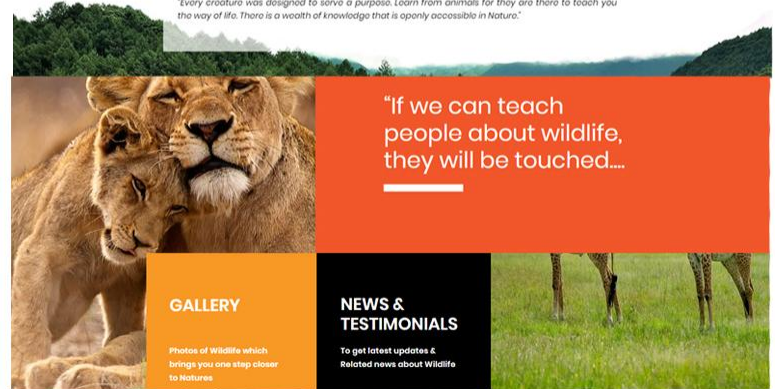 "Every creature was designed to serve a purpose. Learn from animals for they are there to teach you
the way of life. There is a wealth of knowledge that is openly accessible in Nature."
“If we can teach
people about wildlife,
they will be touched....
GALLERY
Photos of Wildlife which
brings you one step closer
to Natures
NEWS &
TESTIMONIALS
To get latest updates &
Related news about Wildlife